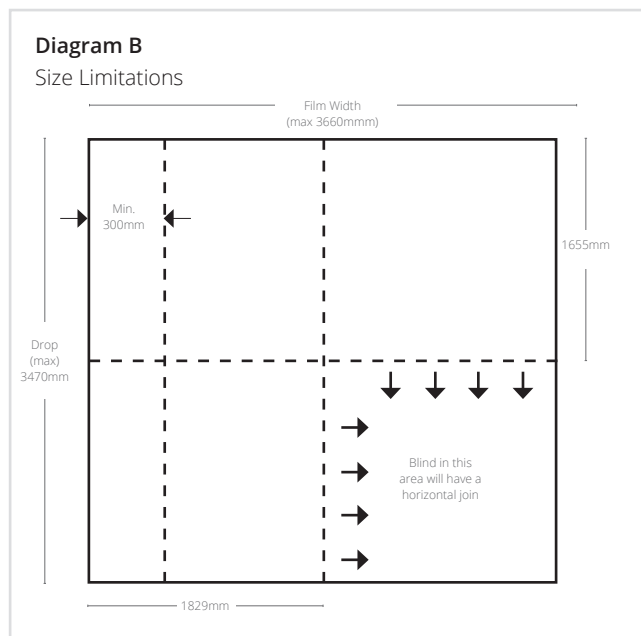 Diagram B
Size Limitations
Film Width
(max 3660mmm)
Min.
300mm
1655mm
Drop
(max)
3470mm
Blind in this
area will have a
horizontal join
1829mm